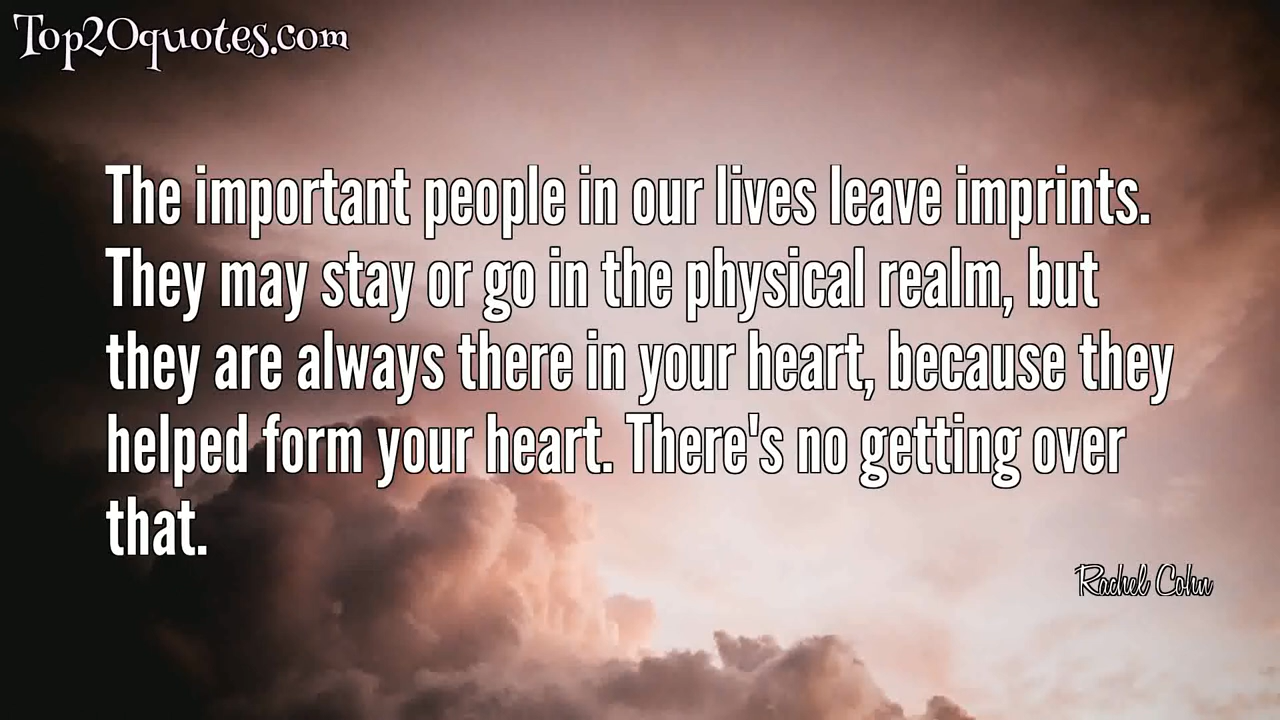 Top20quotes.com
The important people in our lives leave imprints.
They may stay or go in the physical realm, but
they are always there in your heart, because they
helped form your heart. There's no getting over
that.
Rachel Cohn